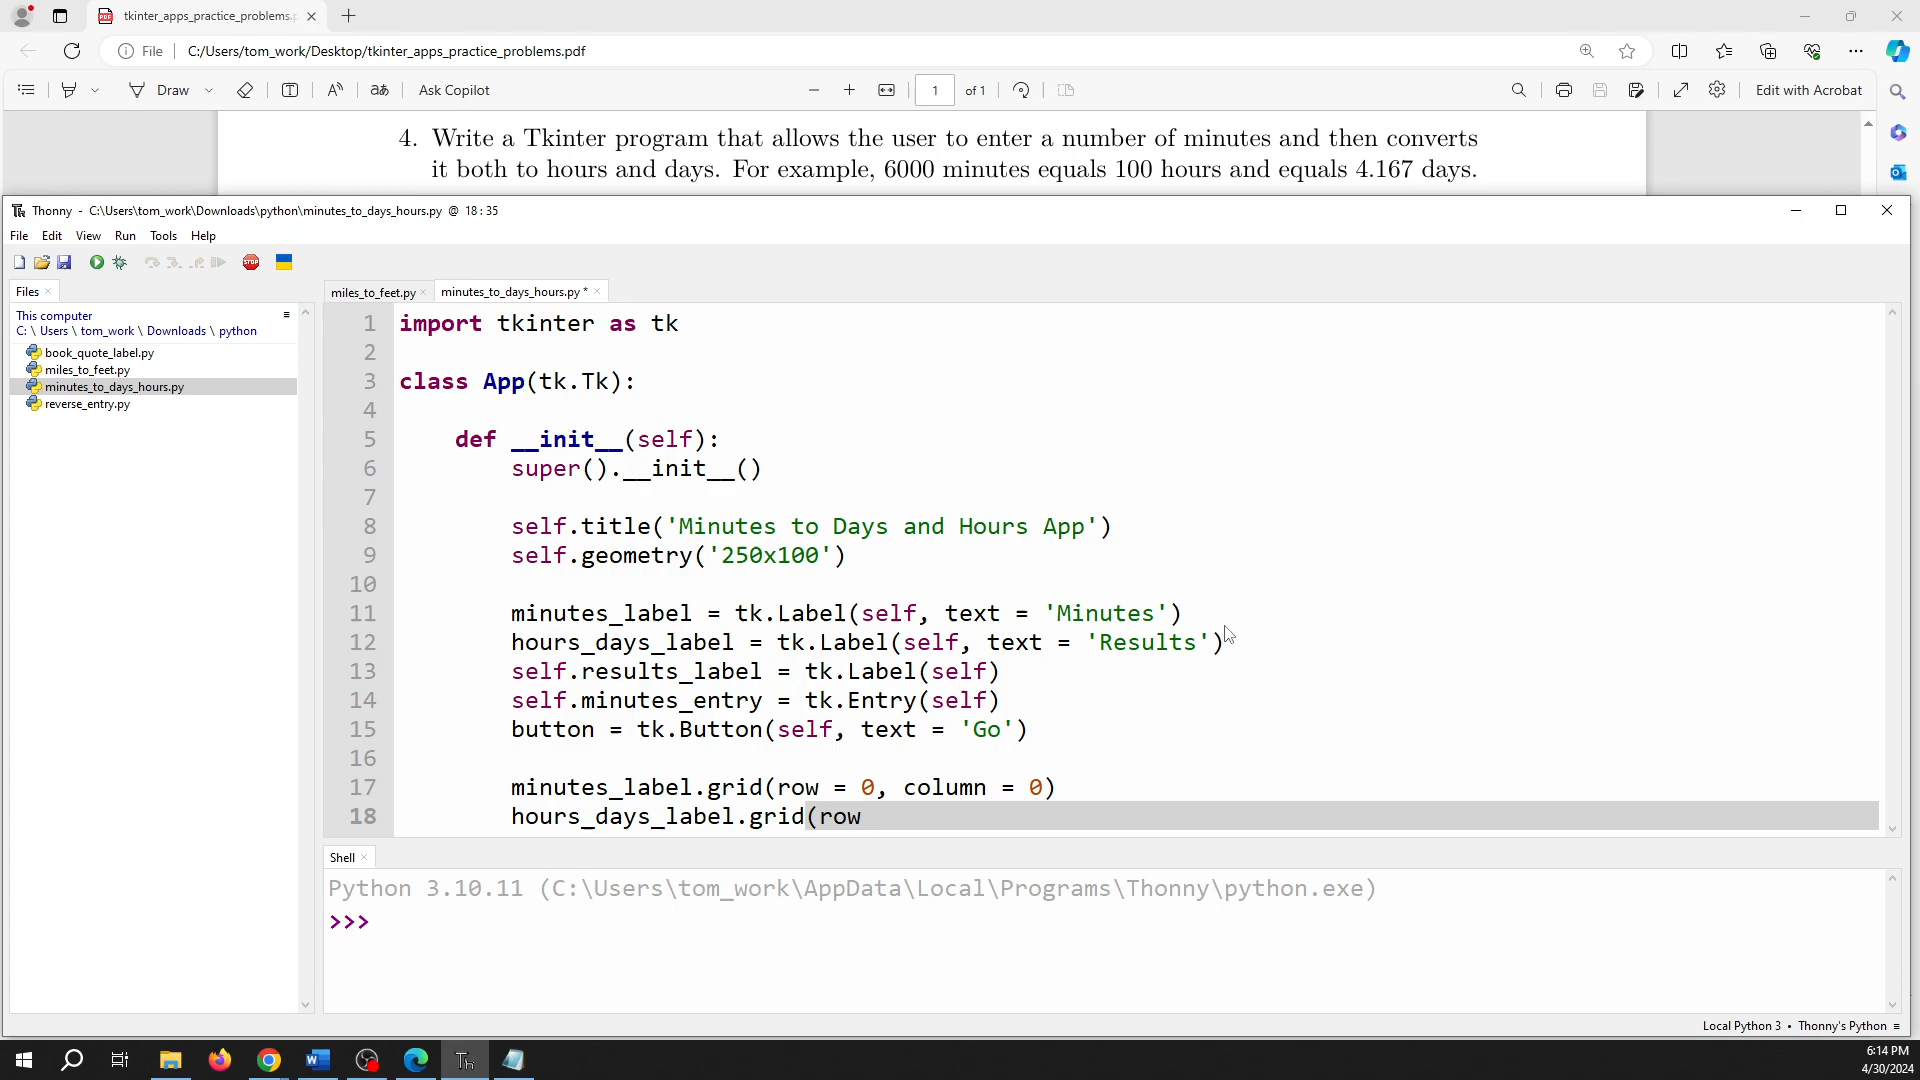 tkinter_apps_practice_problems.p
File
C:/Users/tom_work/Desktop/tkinter_apps_practice_problems.pdf
Draw
Ask Copilot
1
of 1
Edit with Acrobat
4. Write a Tkinter program that allows the user to enter a number of minutes and then converts
it both to hours and days. For example, 6000 minutes equals 100 hours and equals 4.167 days.
Thonny - C:\Users\tom_work\Downloads\python\minutes_to_days_hours.py @ 18:35
File Edit View Run Tools Help
STOP
Files
miles_to_feet.py
minutes_to_days_hours.py *
This computer
C: \ Users \ tom_work \ Downloads \ python
book_quote_label.py
miles_to_feet.py
minutes_to_days_hours.py
reverse_entry.py
1 import tkinter as tk
2
3 class App(tk.Tk):
4
5 def __init__(self):
6 super().__init__()
7
8 self.title('Minutes to Days and Hours App')
9 self.geometry('250x100')
10
11 minutes_label = tk.Label(self, text = 'Minutes')
12 hours_days_label = tk.Label(self, text = 'Results')
13 self.results_label = tk.Label(self)
14 self.minutes_entry = tk.Entry(self)
15 button = tk.Button(self, text = 'Go')
16
17 minutes_label.grid(row = 0, column = 0)
18 hours_days_label.grid(row
Shell
Python 3.10.11 (C:\Users\tom_work\AppData\Local\Programs\Thonny\python.exe)
>>>
Local Python 3 • Thonny's Python ≡
6:14 PM
4/30/2024